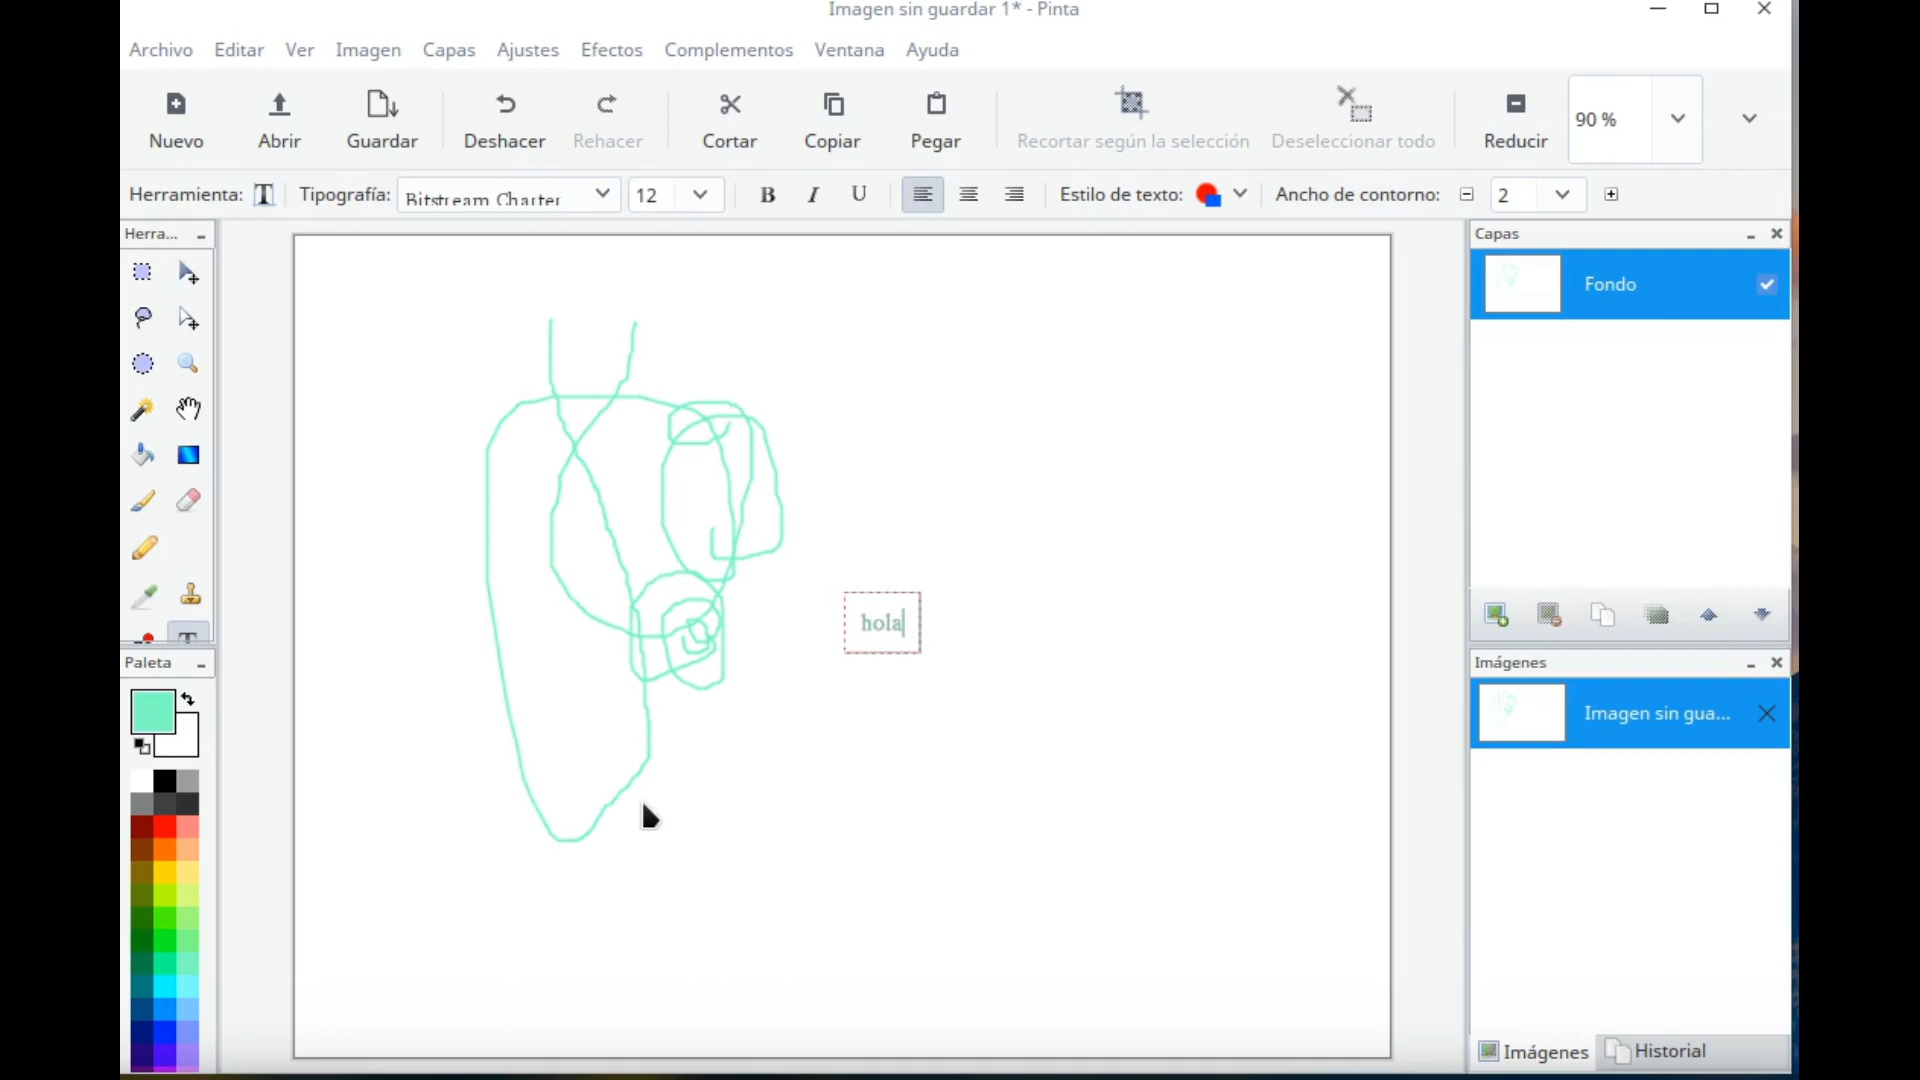 Imagen sin guardar 1* - Pinta
Archivo Editar Ver Imagen Capas Ajustes Efectos Complementos Ventana Ayuda
Nuevo Abrir Guardar Deshacer Rehacer Cortar Copiar Pegar Recortar según la selección Deseleccionar todo Reducir 90 %
Herramienta: T Tipografía: Bitstream Charter 12 B I U Estilo de texto: Ancho de contorno: 2
Herra...
Capas
Fondo
hola
Paleta
Imágenes
Imagen sin gua...
Imágenes Historial